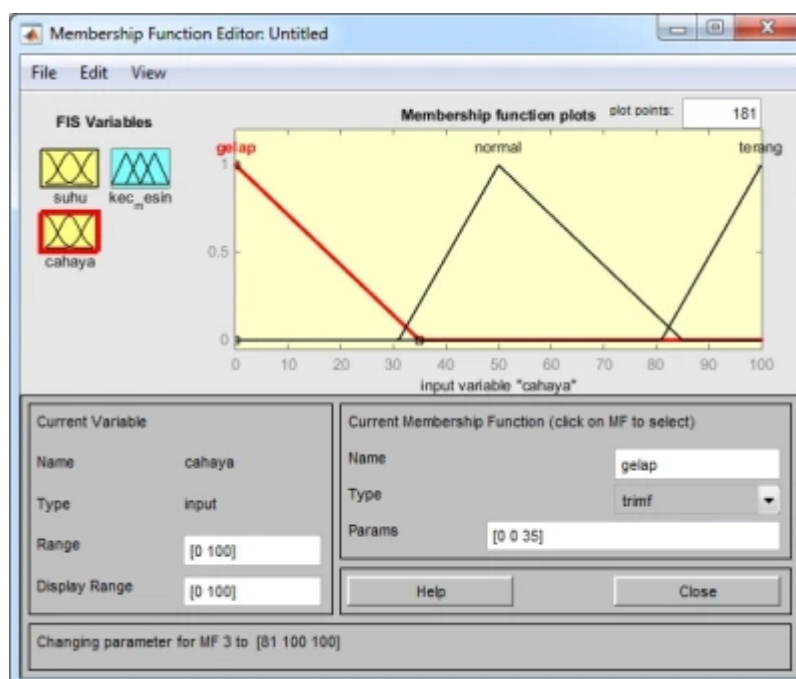 Membership Function Editor: Untitled
File Edit View
FIS Variables
suhu
kec_mesin
cahaya
Membership function plots
plot points:
181
gelap
normal
terang
1
0.5
0
0 10 20 30 40 50 60 70 80 90 100
input variable "cahaya"
Current Variable
Name cahaya
Type input
Range [0 100]
Display Range [0 100]
Current Membership Function (click on MF to select)
Name gelap
Type trimf
Params [0 0 35]
Help
Close
Changing parameter for MF 3 to [81 100 100]